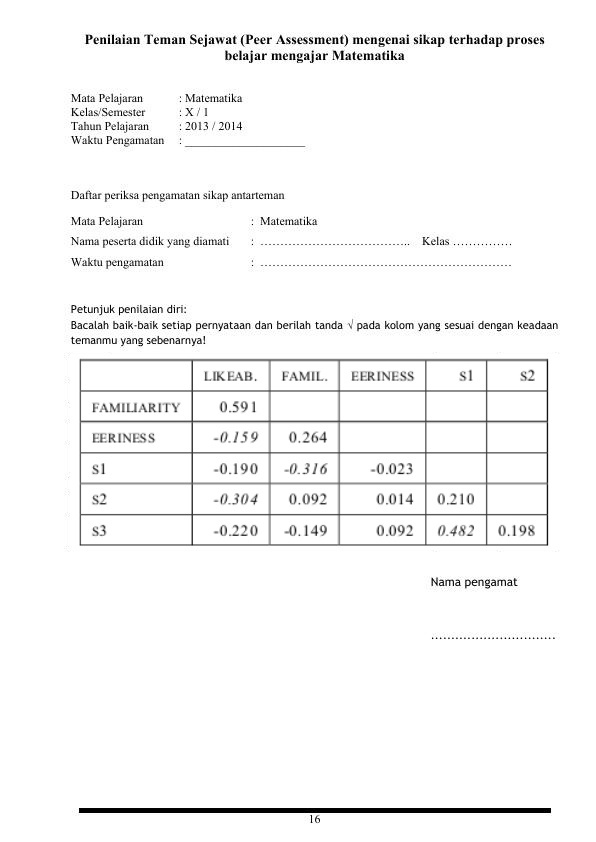 Penilaian Teman Sejawat (Peer Assessment) mengenai sikap terhadap proses
belajar mengajar Matematika
Mata Pelajaran : Matematika
Kelas/Semester : X / 1
Tahun Pelajaran : 2013 / 2014
Waktu Pengamatan : ____________________
Daftar periksa pengamatan sikap antarteman
Mata Pelajaran : Matematika
Nama peserta didik yang diamati : ……………………………….. Kelas ……………
Waktu pengamatan : ………………………………………………………
Petunjuk penilaian diri:
Bacalah baik-baik setiap pernyataan dan berilah tanda √ pada kolom yang sesuai dengan keadaan
temanmu yang sebenarnya!
LIKEAB. FAMIL. EERINESS S1 S2
FAMILIARITY 0.591
EERINESS -0.159 0.264
S1 -0.190 -0.316 -0.023
S2 -0.304 0.092 0.014 0.210
S3 -0.220 -0.149 0.092 0.482 0.198
Nama pengamat
...............................
16